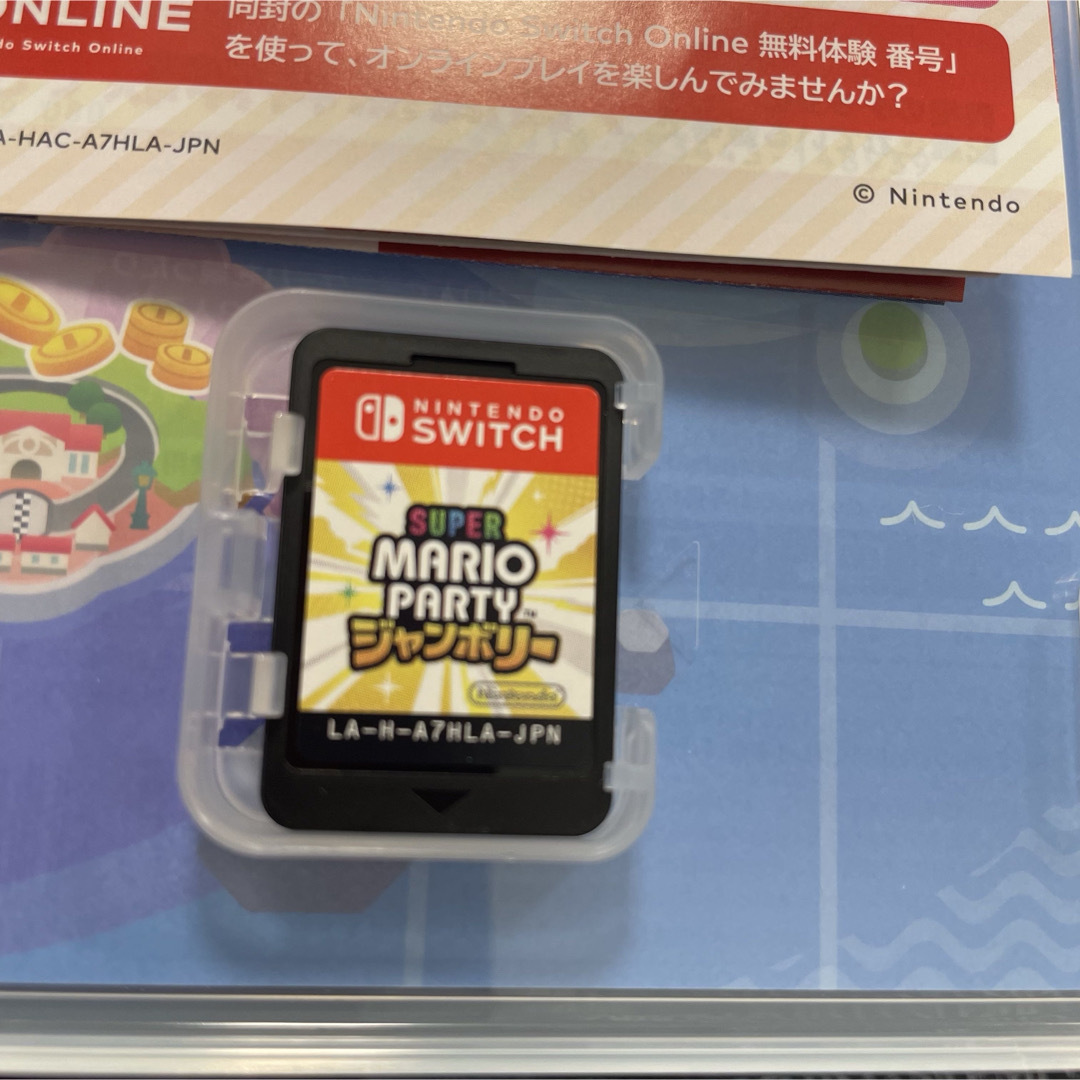 ONLINE
do Switch Online
同封の「Nintendo Switch Online 無料体験 番号」
を使って、オンラインプレイを楽しんでみませんか？
A-HAC-A7HLA-JPN
© Nintendo
NINTENDO
SWITCH
SUPER
MARIO
PARTY™
ジャンボリー
Nintendo
LA-H-A7HLA-JPN